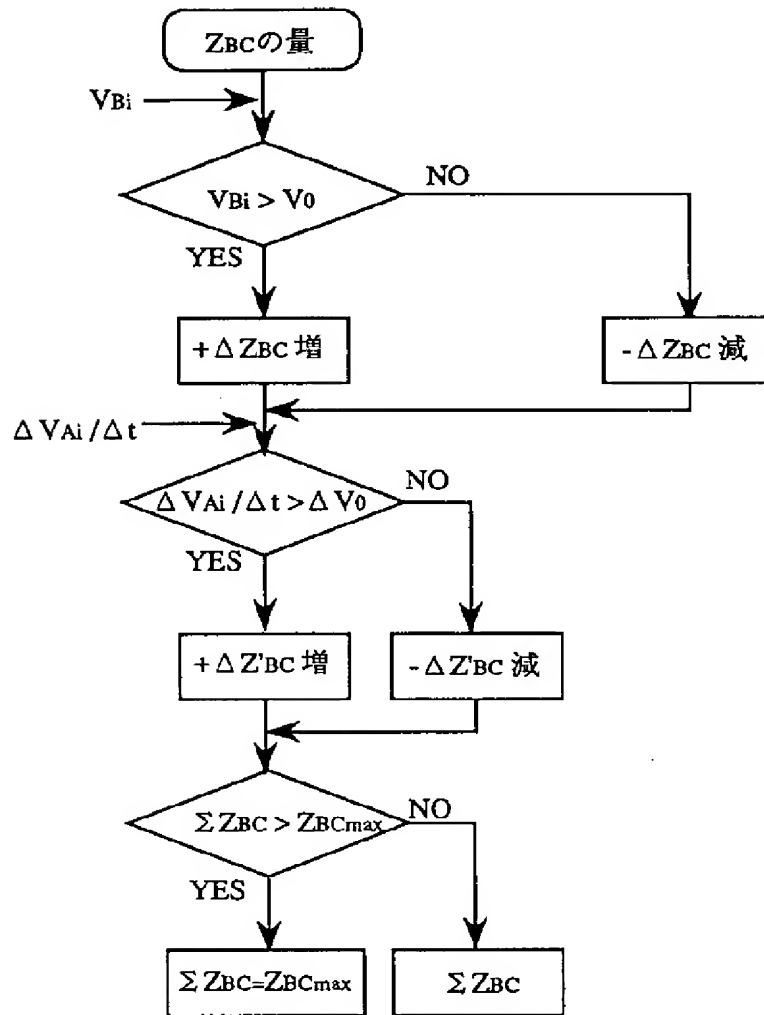 ZBCの量
VBi
VBi > V0
NO
YES
+ΔZBC 増
-ΔZBC 減
ΔVAi/Δt
ΔVAi/Δt>ΔV0
NO
YES
+ΔZ'BC 増
-ΔZ'BC 減
ΣZBC > ZBCmax
NO
YES
ΣZBC=ZBCmax
ΣZBC